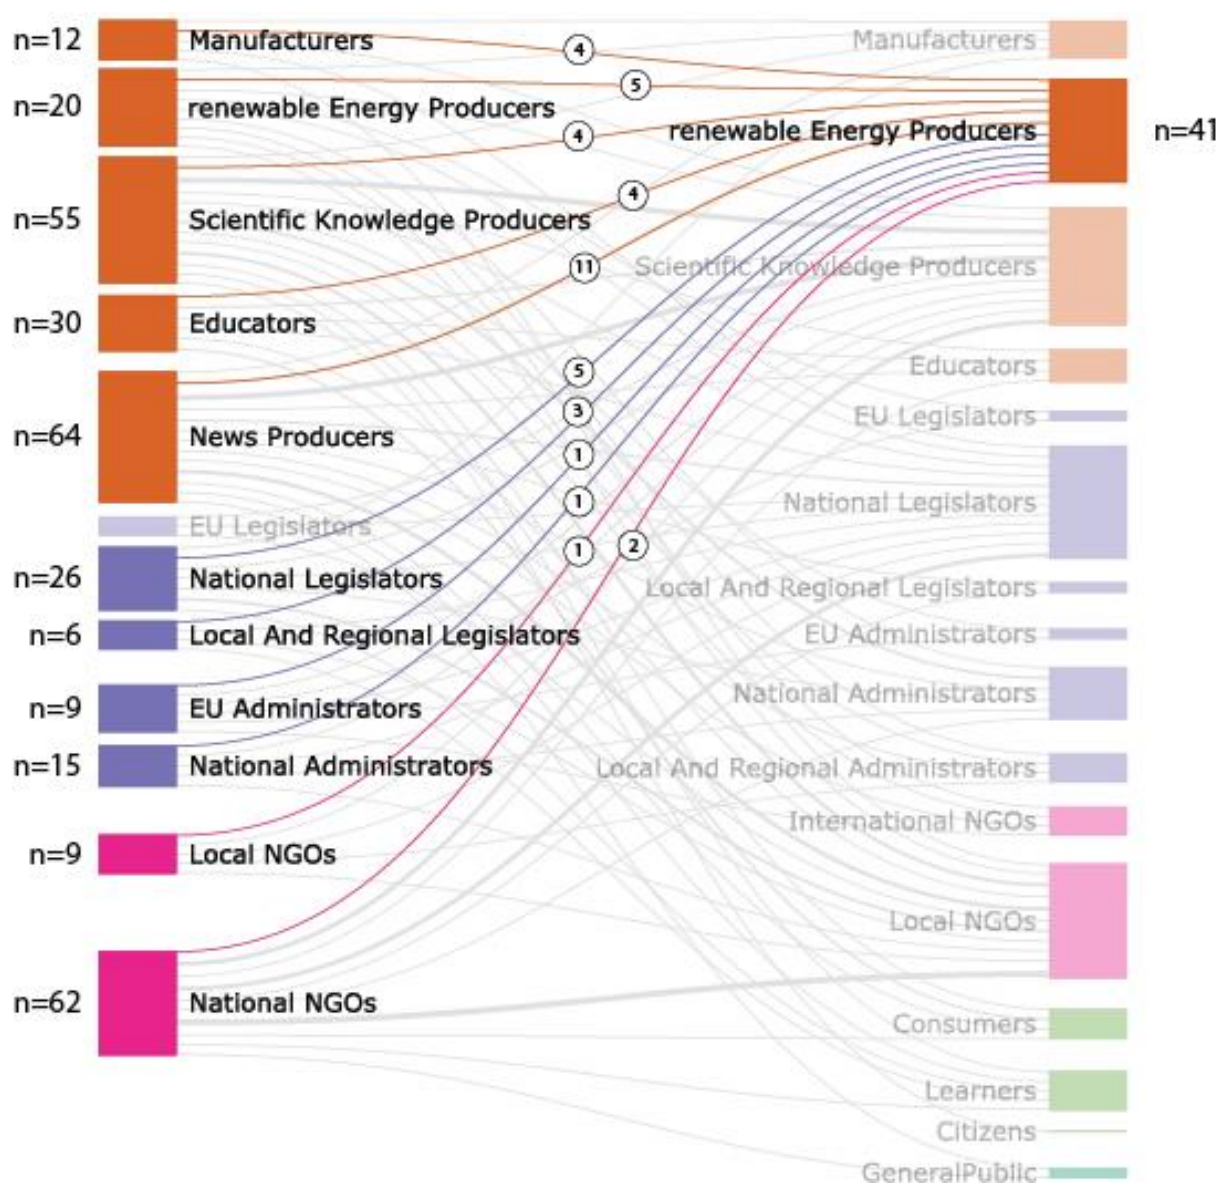 n=12 Manufacturers 4 Manufacturers
n=20 renewable Energy Producers 5
4 renewable Energy Producers n=41
n=55 Scientific Knowledge Producers 4
11 Scientific Knowledge Producers
n=30 Educators
5 Educators
3 EU Legislators
n=64 News Producers
1
1 National Legislators
EU Legislators
1 2
n=26 National Legislators Local And Regional Legislators
n=6 Local And Regional Legislators EU Administrators
n=9 EU Administrators National Administrators
n=15 National Administrators Local And Regional Administrators
International NGOs
n=9 Local NGOs
Local NGOs
n=62 National NGOs
Consumers
Learners
Citizens
GeneralPublic